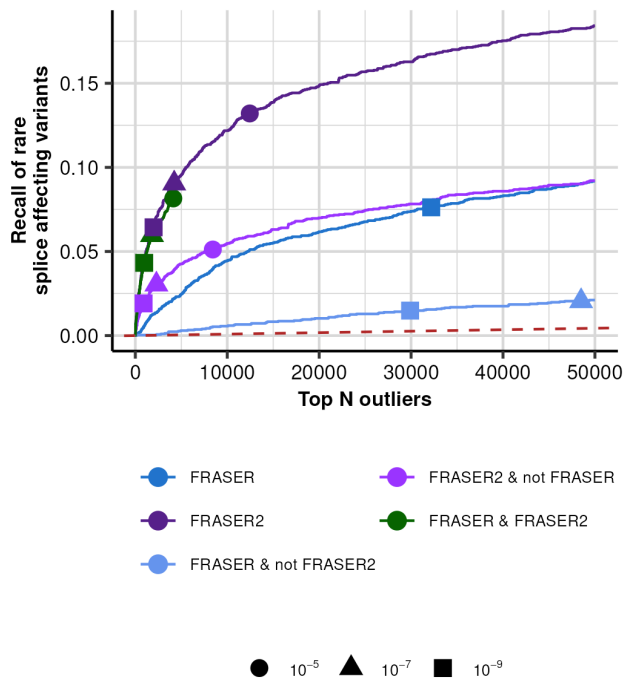 Recall of rare
splice affecting variants
0.15
0.10
0.05
0.00
0 10000 20000 30000 40000 50000
Top N outliers
FRASER FRASER2 & not FRASER
FRASER2 FRASER & FRASER2
FRASER & not FRASER2
10⁻⁵ 10⁻⁷ 10⁻⁹